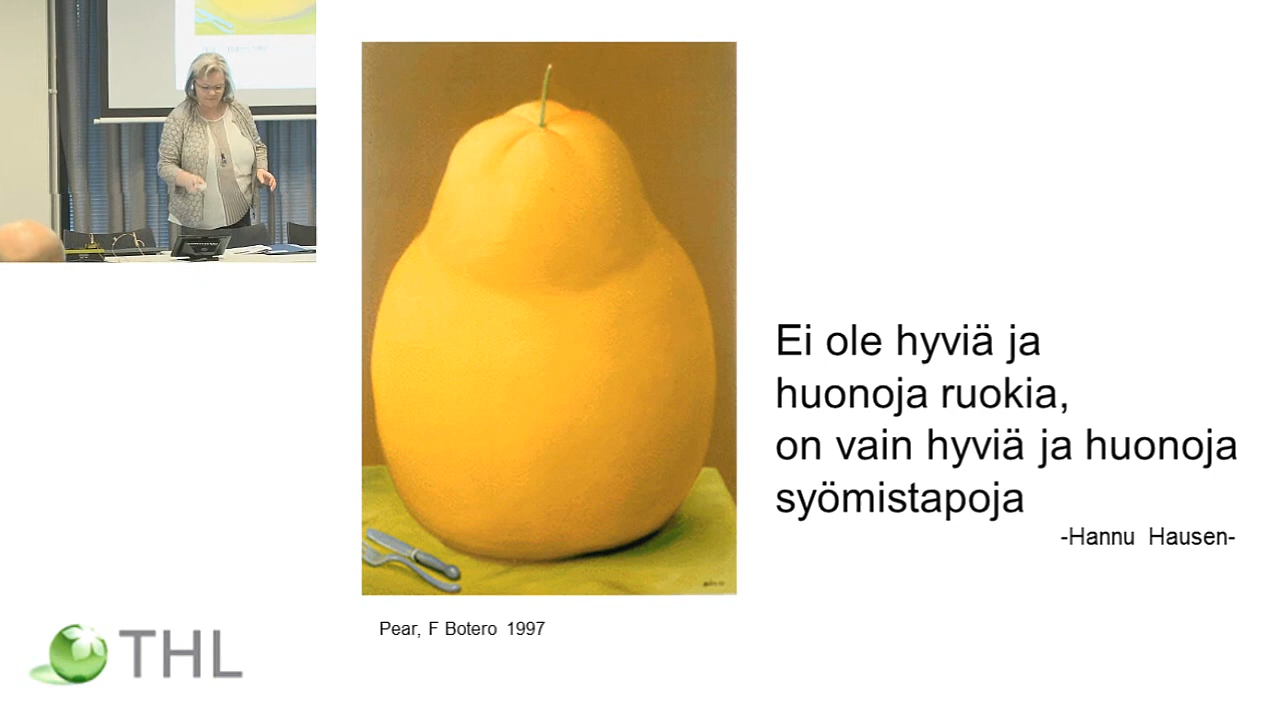 Ei ole hyviä ja
huonoja ruokia,
on vain hyviä ja huonoja
syömistapoja
-Hannu Hausen-
Pear, F Botero 1997
THL